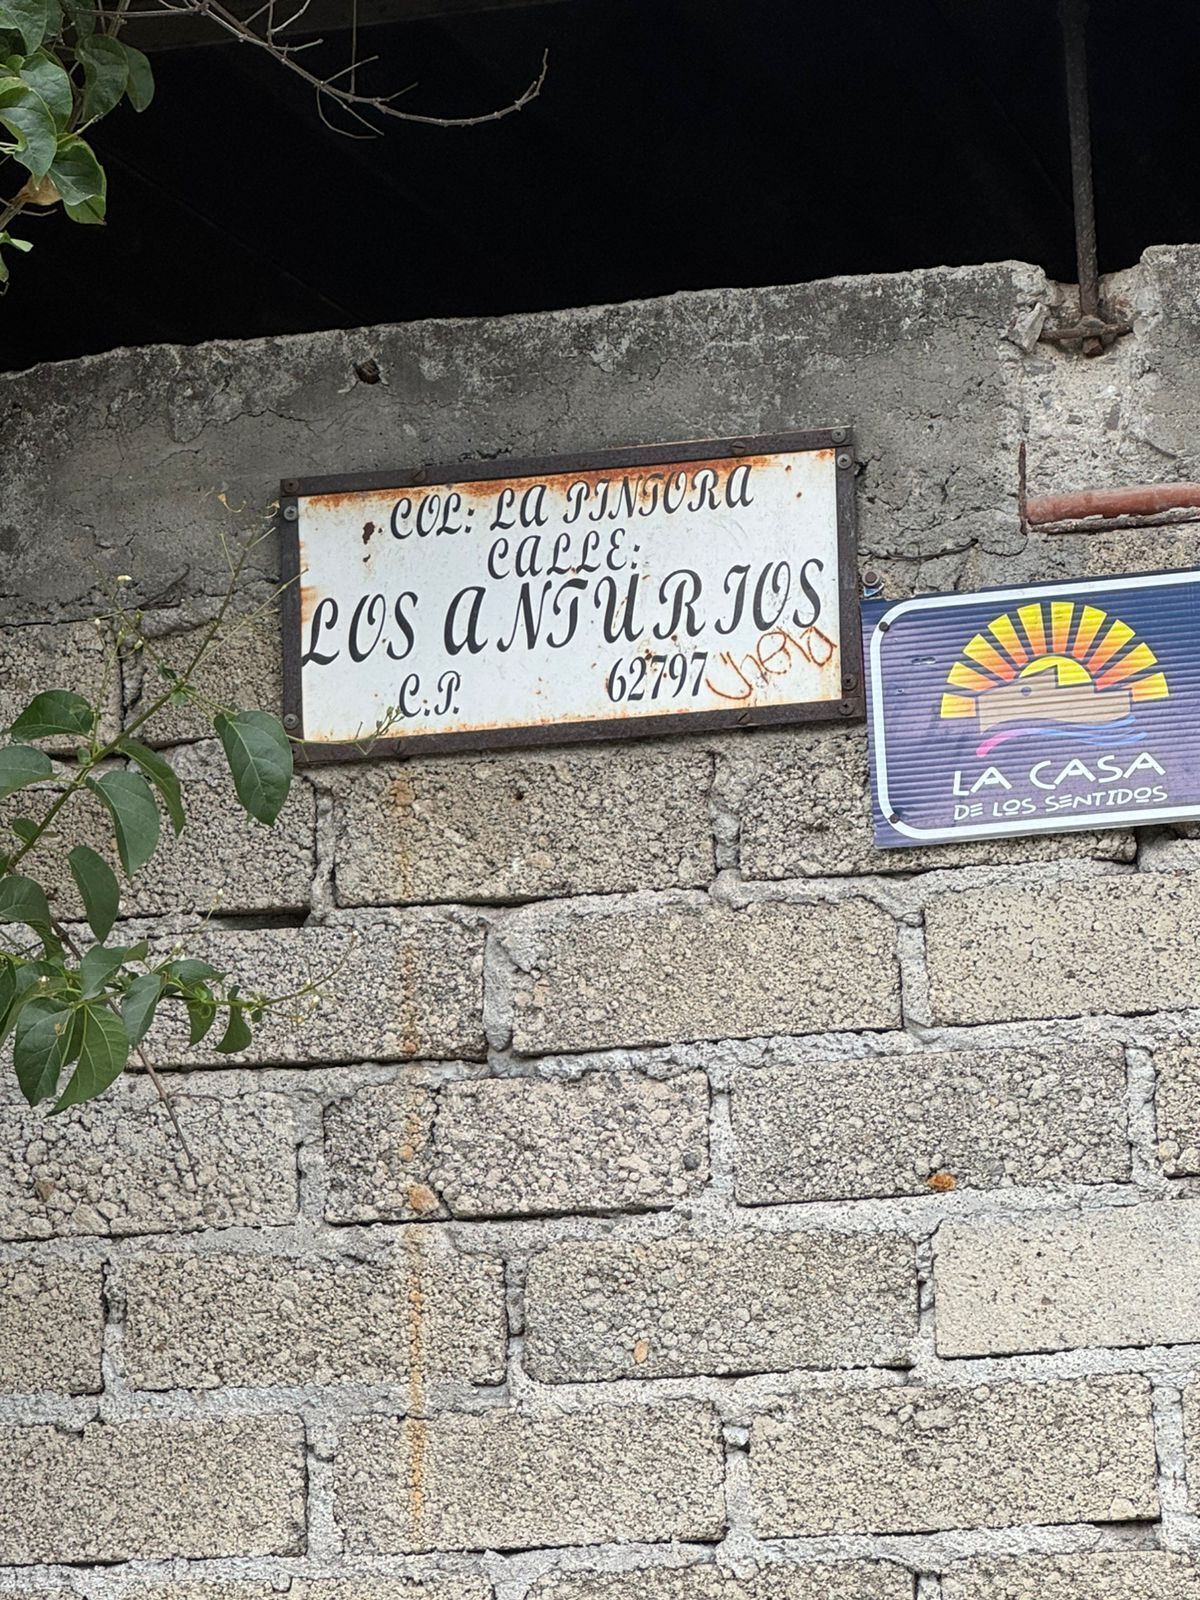 COL: LA PINTORA
CALLE:
LOS ANTURIOS
C.P. 62797
LA CASA
DE LOS SENTIDOS